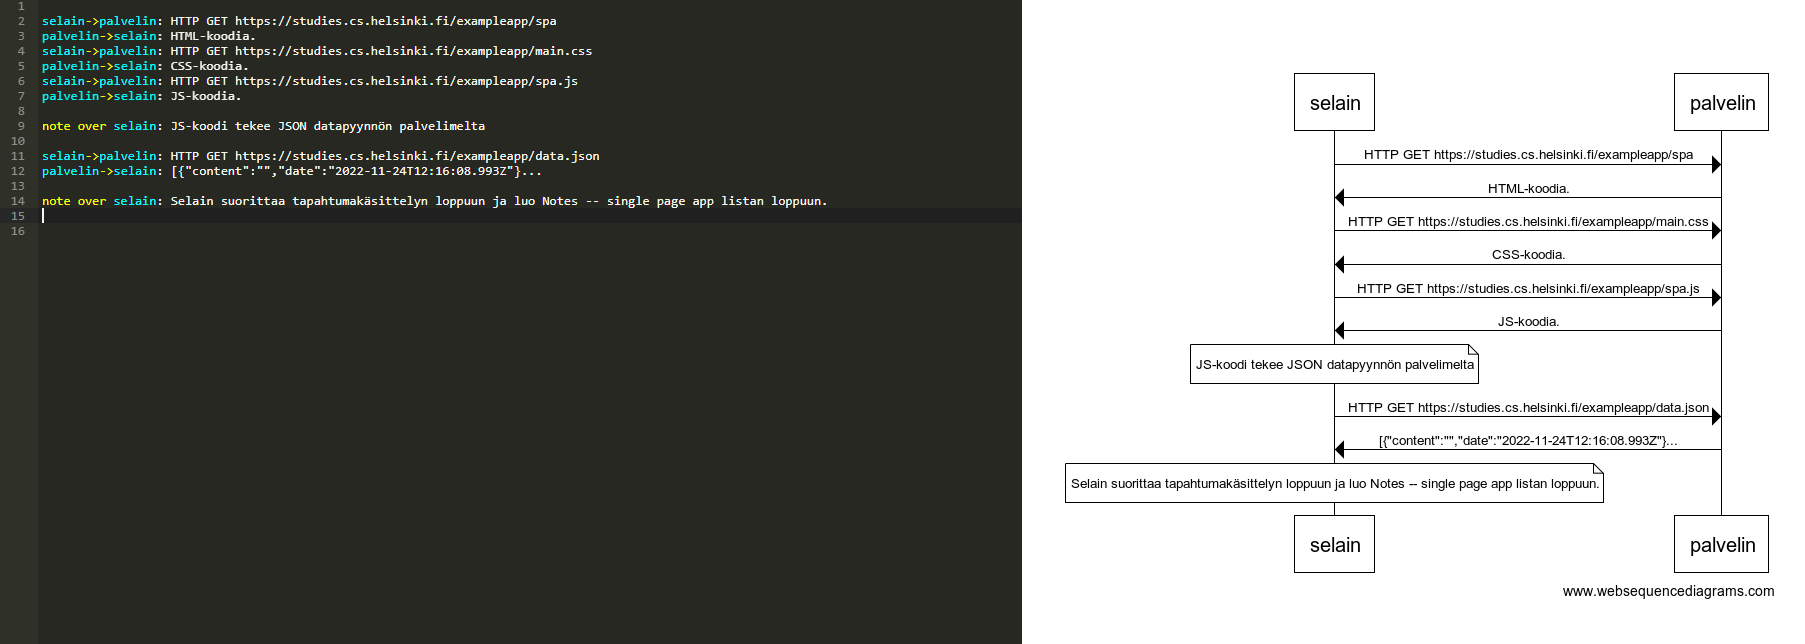 1
2 selain->palvelin: HTTP GET https://studies.cs.helsinki.fi/exampleapp/spa
3 palvelin->selain: HTML-koodia.
4 selain->palvelin: HTTP GET https://studies.cs.helsinki.fi/exampleapp/main.css
5 palvelin->selain: CSS-koodia.
6 selain->palvelin: HTTP GET https://studies.cs.helsinki.fi/exampleapp/spa.js
7 palvelin->selain: JS-koodia.
8
9 note over selain: JS-koodi tekee JSON datapyynnön palvelimelta
10
11 selain->palvelin: HTTP GET https://studies.cs.helsinki.fi/exampleapp/data.json
12 palvelin->selain: [{"content":"","date":"2022-11-24T12:16:08.993Z"}...
13
14 note over selain: Selain suorittaa tapahtumakäsittelyn loppuun ja luo Notes -- single page app listan loppuun.
15
16
selain palvelin
HTTP GET https://studies.cs.helsinki.fi/exampleapp/spa
HTML-koodia.
HTTP GET https://studies.cs.helsinki.fi/exampleapp/main.css
CSS-koodia.
HTTP GET https://studies.cs.helsinki.fi/exampleapp/spa.js
JS-koodia.
JS-koodi tekee JSON datapyynnön palvelimelta
HTTP GET https://studies.cs.helsinki.fi/exampleapp/data.json
[{"content":"","date":"2022-11-24T12:16:08.993Z"}...
Selain suorittaa tapahtumakäsittelyn loppuun ja luo Notes -- single page app listan loppuun.
selain palvelin
www.websequencediagrams.com